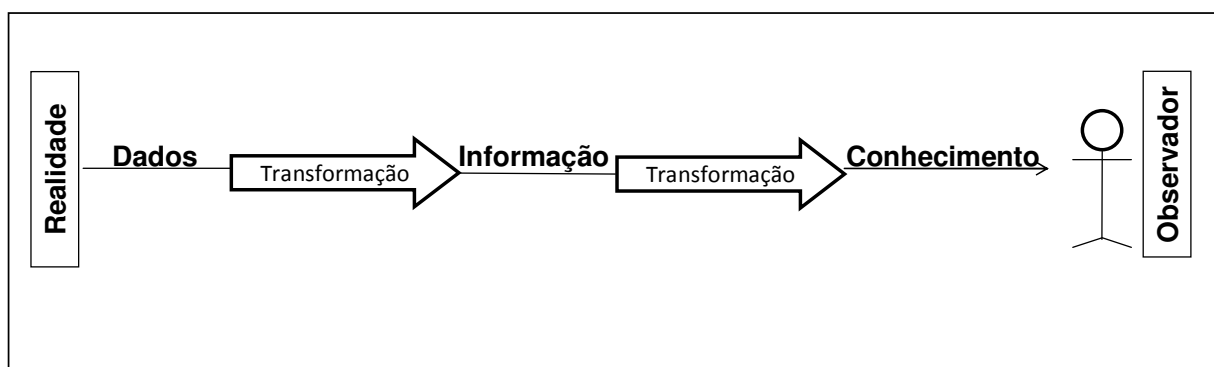 Realidade
Dados
Transformação
Informação
Transformação
Conhecimento
Observador